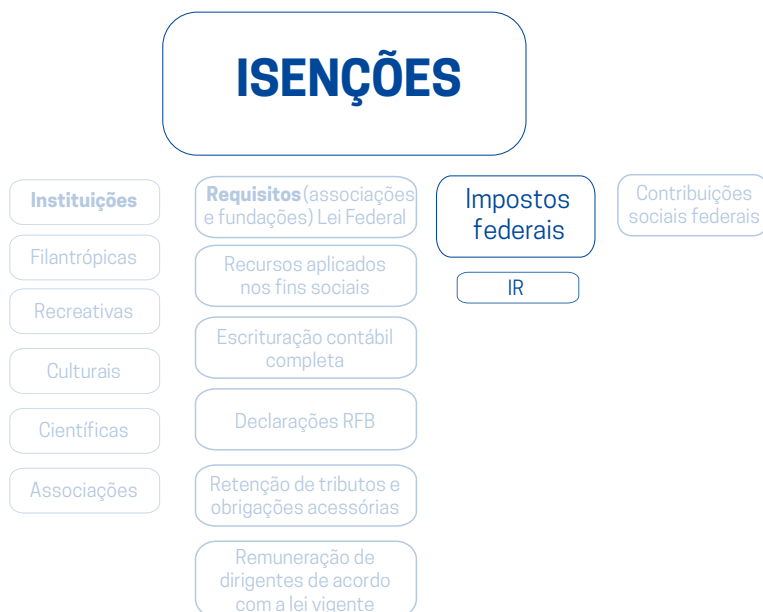 ISENÇÕES
Instituições
Filantrópicas
Recreativas
Culturais
Científicas
Associações
Requisitos (associações
e fundações) Lei Federal
Recursos aplicados
nos fins sociais
Escrituração contábil
completa
Declarações RFB
Retenção de tributos e
obrigações acessórias
Remuneração de
dirigentes de acordo
com a lei vigente
Impostos
federais
IR
Contribuições
sociais federais